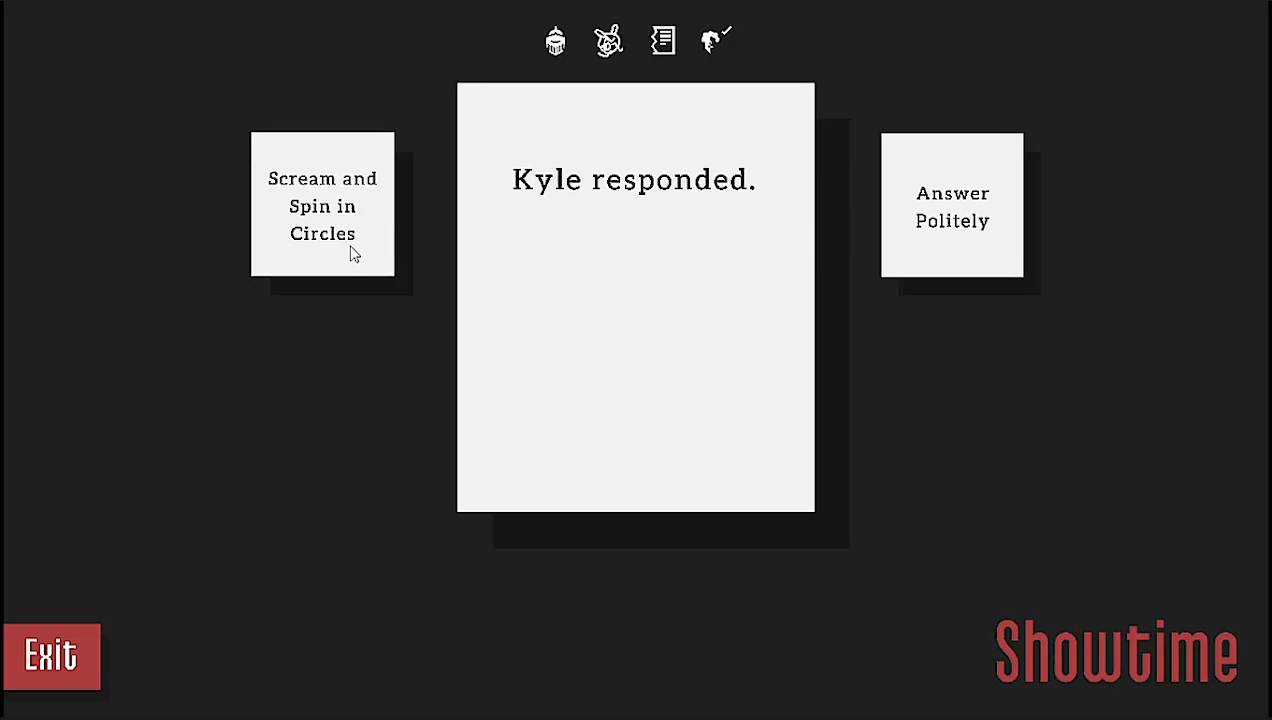 Kyle responded.
Scream and
Spin in
Circles
Answer
Politely
Exit
Showtime